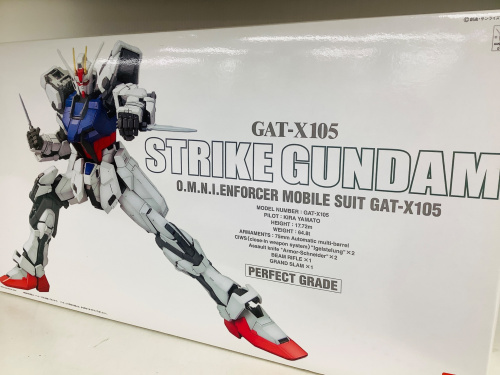 GAT-X105
STRIKE GUNDAM
O.M.N.I.ENFORCER MOBILE SUIT GAT-X105
MODEL NUMBER : GAT-X105
PILOT : KIRA YAMATO
HEIGHT : 17.72m
WEIGHT : 64.8t
ARMAMENTS : 75mm Automatic multi-barrel
CIWS(close-in weapon system)"Igelstellung" ×2
Assault knife "Armor-Schneider" ×2
BEAM RIFLE ×1
GRAND SLAM ×1
PERFECT GRADE